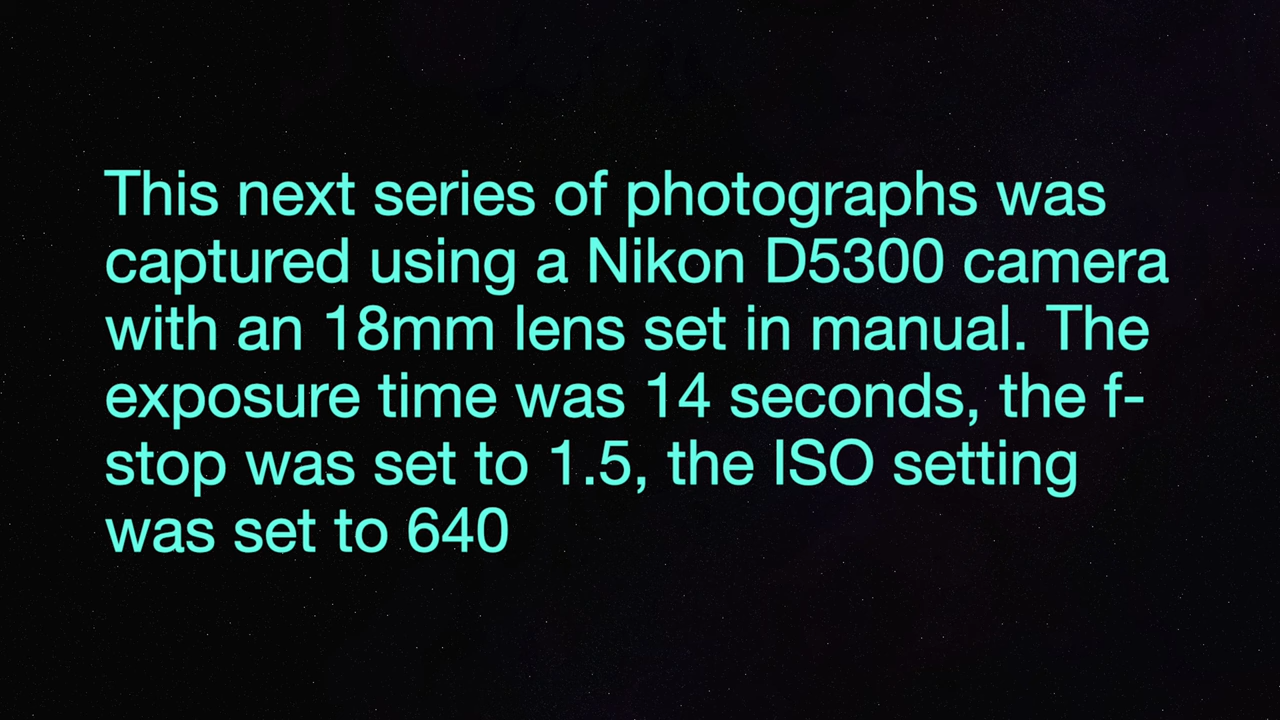 This next series of photographs was
captured using a Nikon D5300 camera
with an 18mm lens set in manual. The
exposure time was 14 seconds, the f-
stop was set to 1.5, the ISO setting
was set to 640